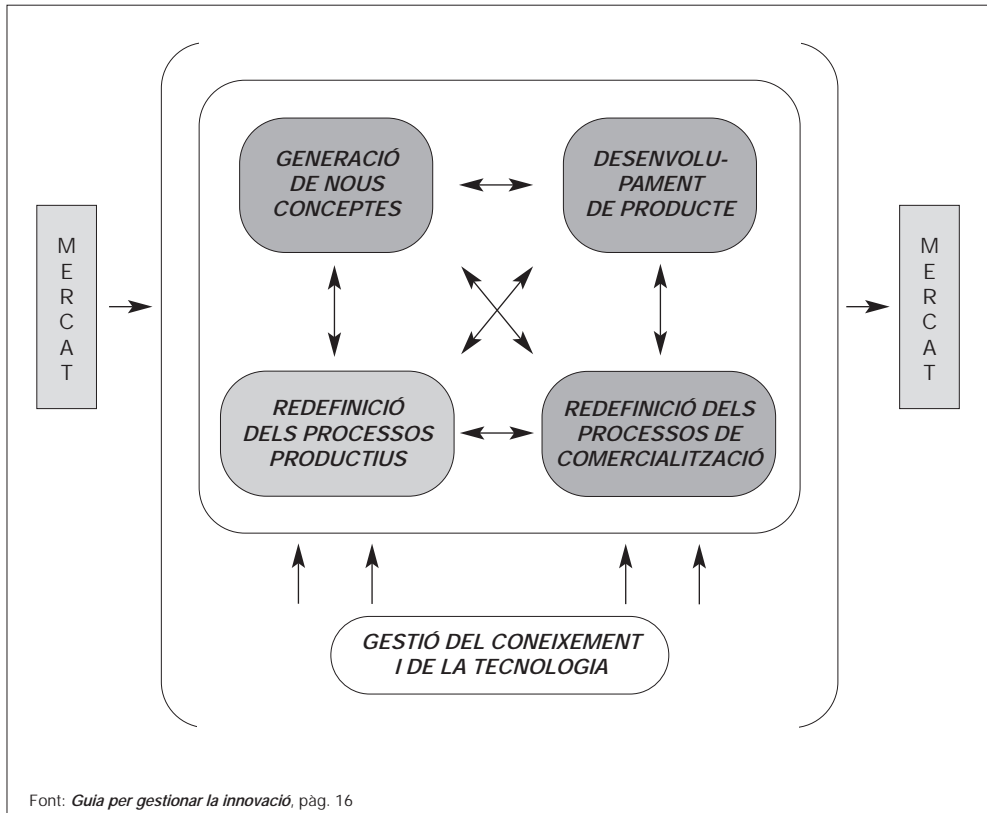 GENERACIÓ
DE NOUS
CONCEPTES
DESENVOLU-
PAMENT
DE PRODUCTE
M
E
R
C
A
T
M
E
R
C
A
T
REDEFINICIÓ
DELS PROCESSOS
PRODUCTIUS
REDEFINICIÓ DELS
PROCESSOS DE
COMERCIALITZACIÓ
GESTIÓ DEL CONEIXEMENT
I DE LA TECNOLOGIA
Font: Guia per gestionar la innovació, pàg. 16